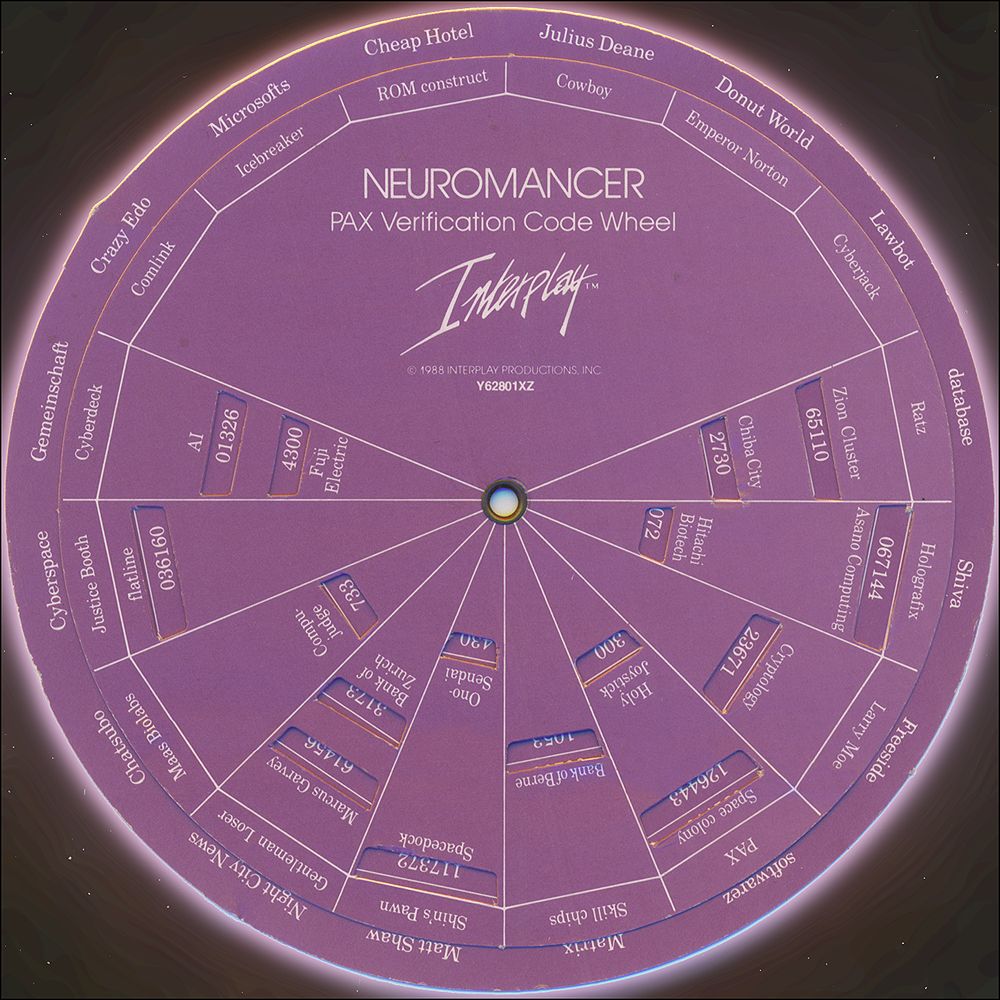 NEUROMANCER
PAX Verification Code Wheel
Interplay™
© 1988 INTERPLAY PRODUCTIONS, INC
Y62801XZ
Cheap Hotel
Julius Deane
Donut World
Lawbot
database
Shiva
Freeside
softwarez
Matrix
Matt Shaw
Night City News
Chatsubo
Cyberspace
Gemeinschaft
Crazy Edo
Microsofts
ROM construct
Cowboy
Emperor Norton
Cyberjack
Ratz
Holografix
Larry Moe
PAX
Skill chips
Shin's Pawn
Gentleman Loser
Maas Biolabs
Justice Booth
Cyberdeck
Comlink
Icebreaker
AI
01326
4300
Fuji
Electric
2730
Chiba City
65110
Zion Cluster
072
Hitachi
Biotech
067144
Asano Computing
23671
Cryptology
300
Holy
Joystick
126443
Space colony
1053
Bank of Berne
430
Ono-
Sendai
117372
Spacedock
3173
Bank of
Zurich
61456
Marcus Garvey
733
Compu-
Judge
036160
flatline